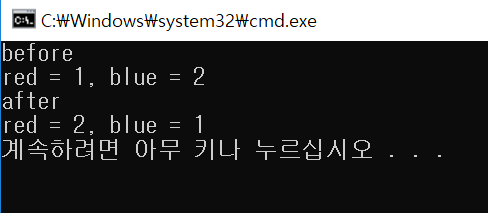 C:₩Windows₩system32₩cmd.exe
before
red = 1, blue = 2
after
red = 2, blue = 1
계속하려면 아무 키나 누르십시오 . . .